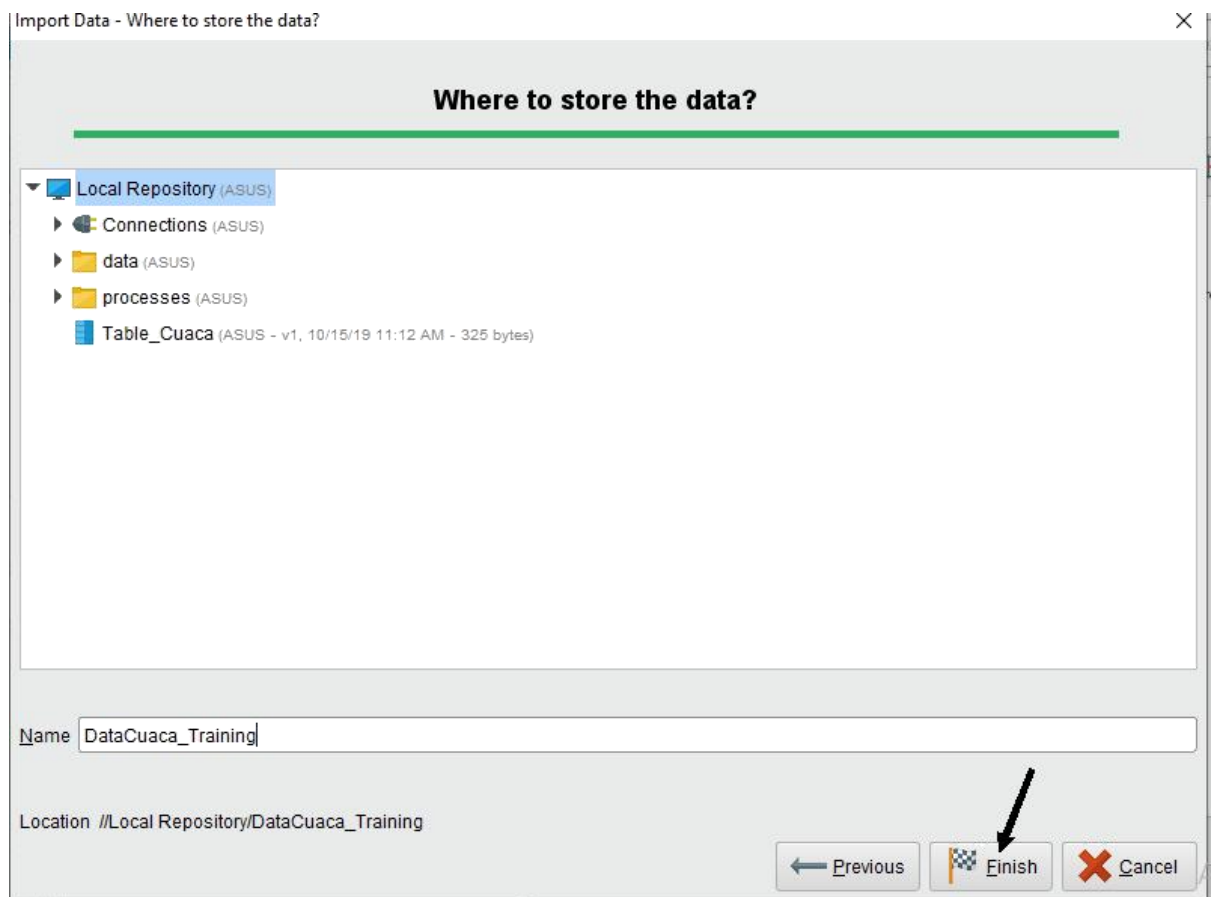 Import Data - Where to store the data?
Where to store the data?
Local Repository (ASUS)
Connections (ASUS)
data (ASUS)
processes (ASUS)
Table_Cuaca (ASUS - v1, 10/15/19 11:12 AM - 325 bytes)
Name DataCuaca_Training
Location //Local Repository/DataCuaca_Training
Previous Finish Cancel